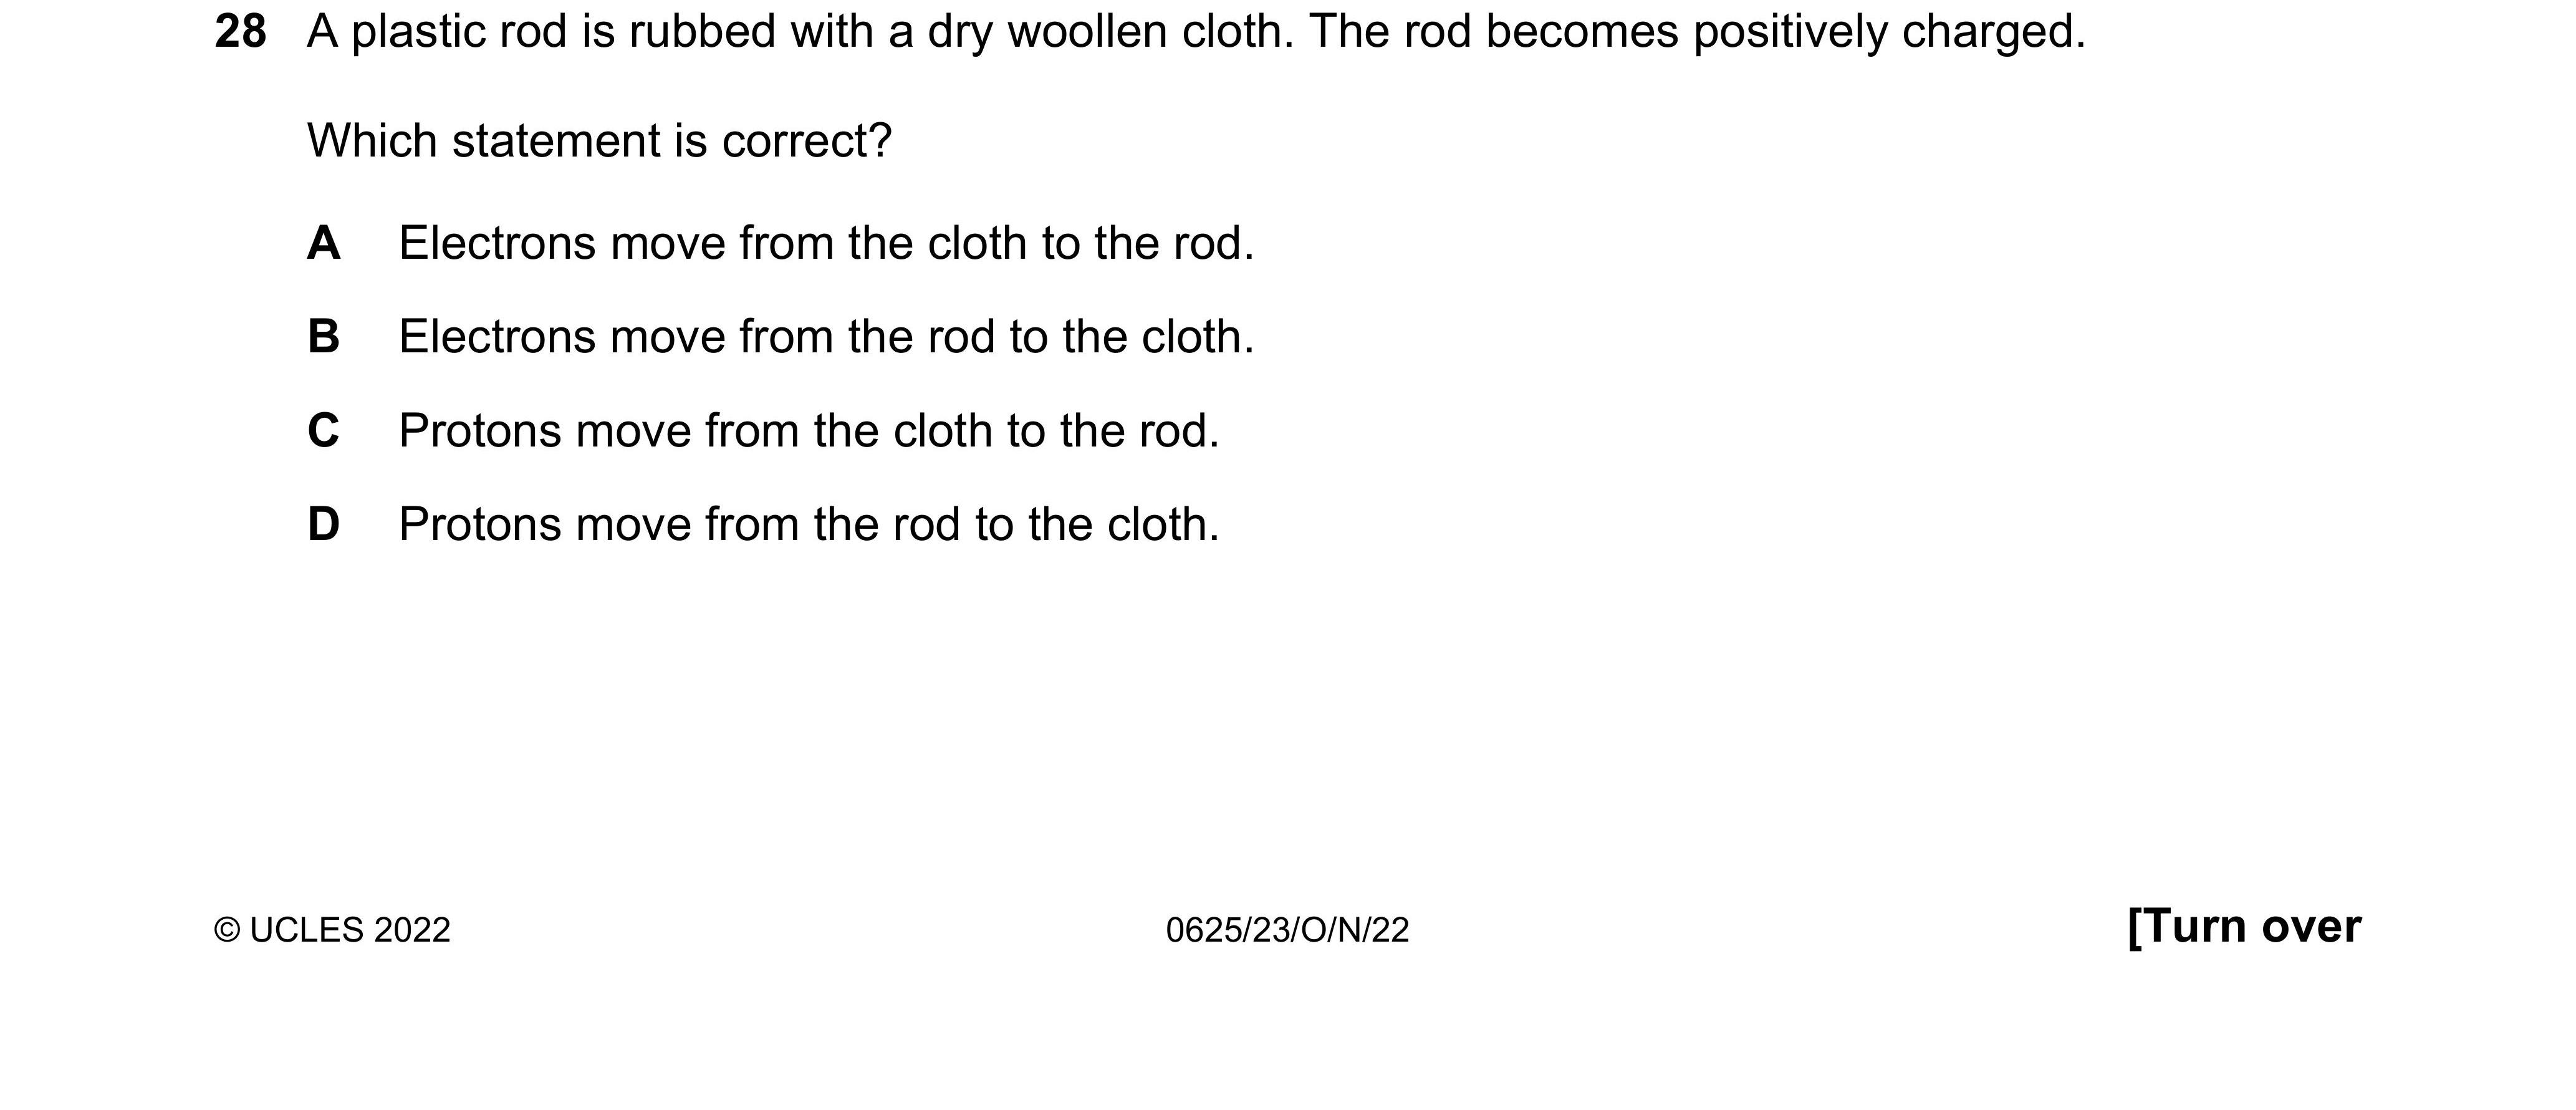 28 A plastic rod is rubbed with a dry woollen cloth. The rod becomes positively charged.
Which statement is correct?
A Electrons move from the cloth to the rod.
B Electrons move from the rod to the cloth.
C Protons move from the cloth to the rod.
D Protons move from the rod to the cloth.
© UCLES 2022 0625/23/O/N/22 [Turn over